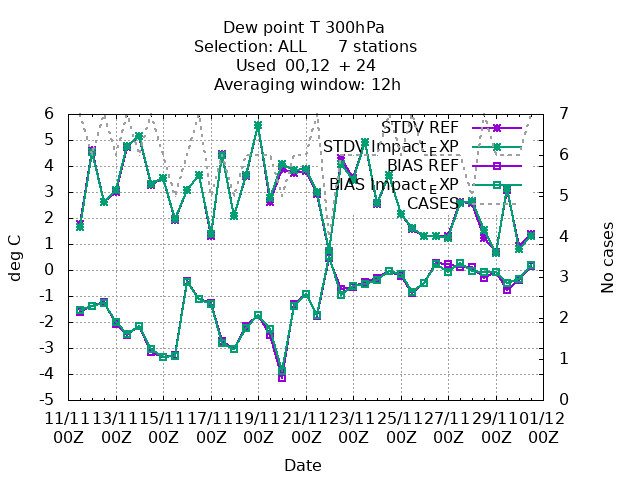 Dew point T 300hPa
Selection: ALL 7 stations
Used 00,12 + 24
Averaging window: 12h
STDV REF
STDV Impact_EXP
BIAS REF
BIAS Impact_EXP
CASES
deg C
6
5
4
3
2
1
0
-1
-2
-3
-4
-5
7
6
5
4
3
2
1
0
No cases
11/11 13/11 15/11 17/11 19/11 21/11 23/11 25/11 27/11 29/11 01/12
00Z 00Z 00Z 00Z 00Z 00Z 00Z 00Z 00Z 00Z 00Z
Date